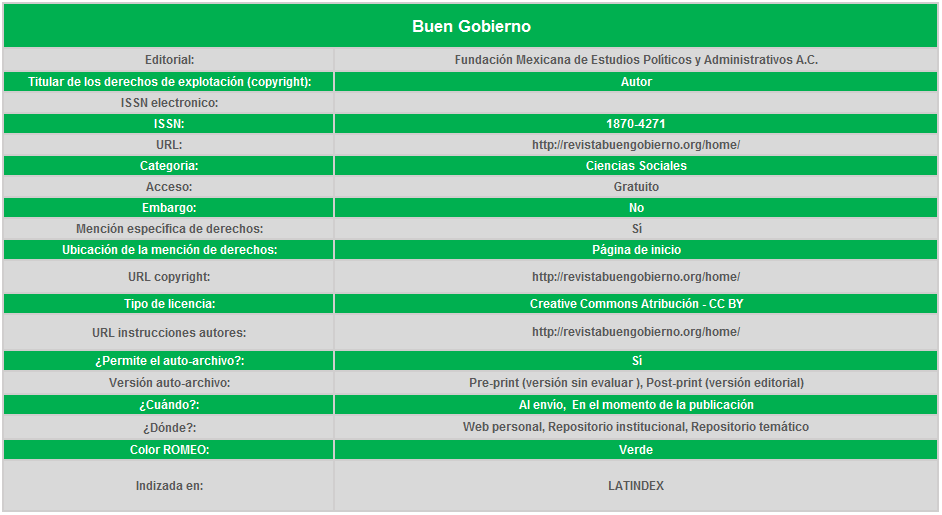 Buen Gobierno
Editorial: Fundación Mexicana de Estudios Políticos y Administrativos A.C.
Titular de los derechos de explotación (copyright): Autor
ISSN electronico:
ISSN: 1870-4271
URL: http://revistabuengobierno.org/home/
Categoria: Ciencias Sociales
Acceso: Gratuito
Embargo: No
Mención específica de derechos: Sí
Ubicación de la mención de derechos: Página de inicio
URL copyright: http://revistabuengobierno.org/home/
Tipo de licencia: Creative Commons Atribución - CC BY
URL instrucciones autores: http://revistabuengobierno.org/home/
¿Permite el auto-archivo?: Sí
Versión auto-archivo: Pre-print (versión sin evaluar ), Post-print (versión editorial)
¿Cuándo?: Al envío, En el momento de la publicación
¿Dónde?: Web personal, Repositorio institucional, Repositorio temático
Color ROMEO: Verde
Indizada en: LATINDEX